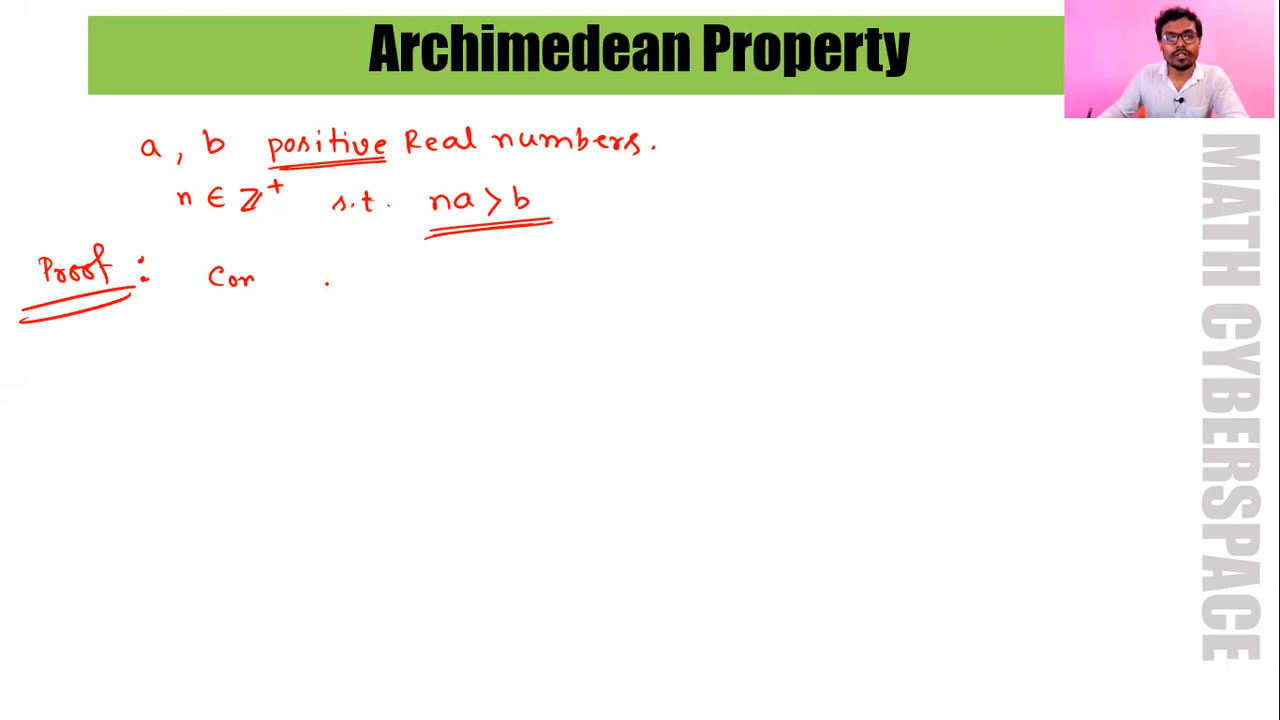 Archimedean Property
a, b positive Real numbers.
n ∈ ℤ⁺ s.t. na > b
Proof : Con
MATH CYBERSPACE